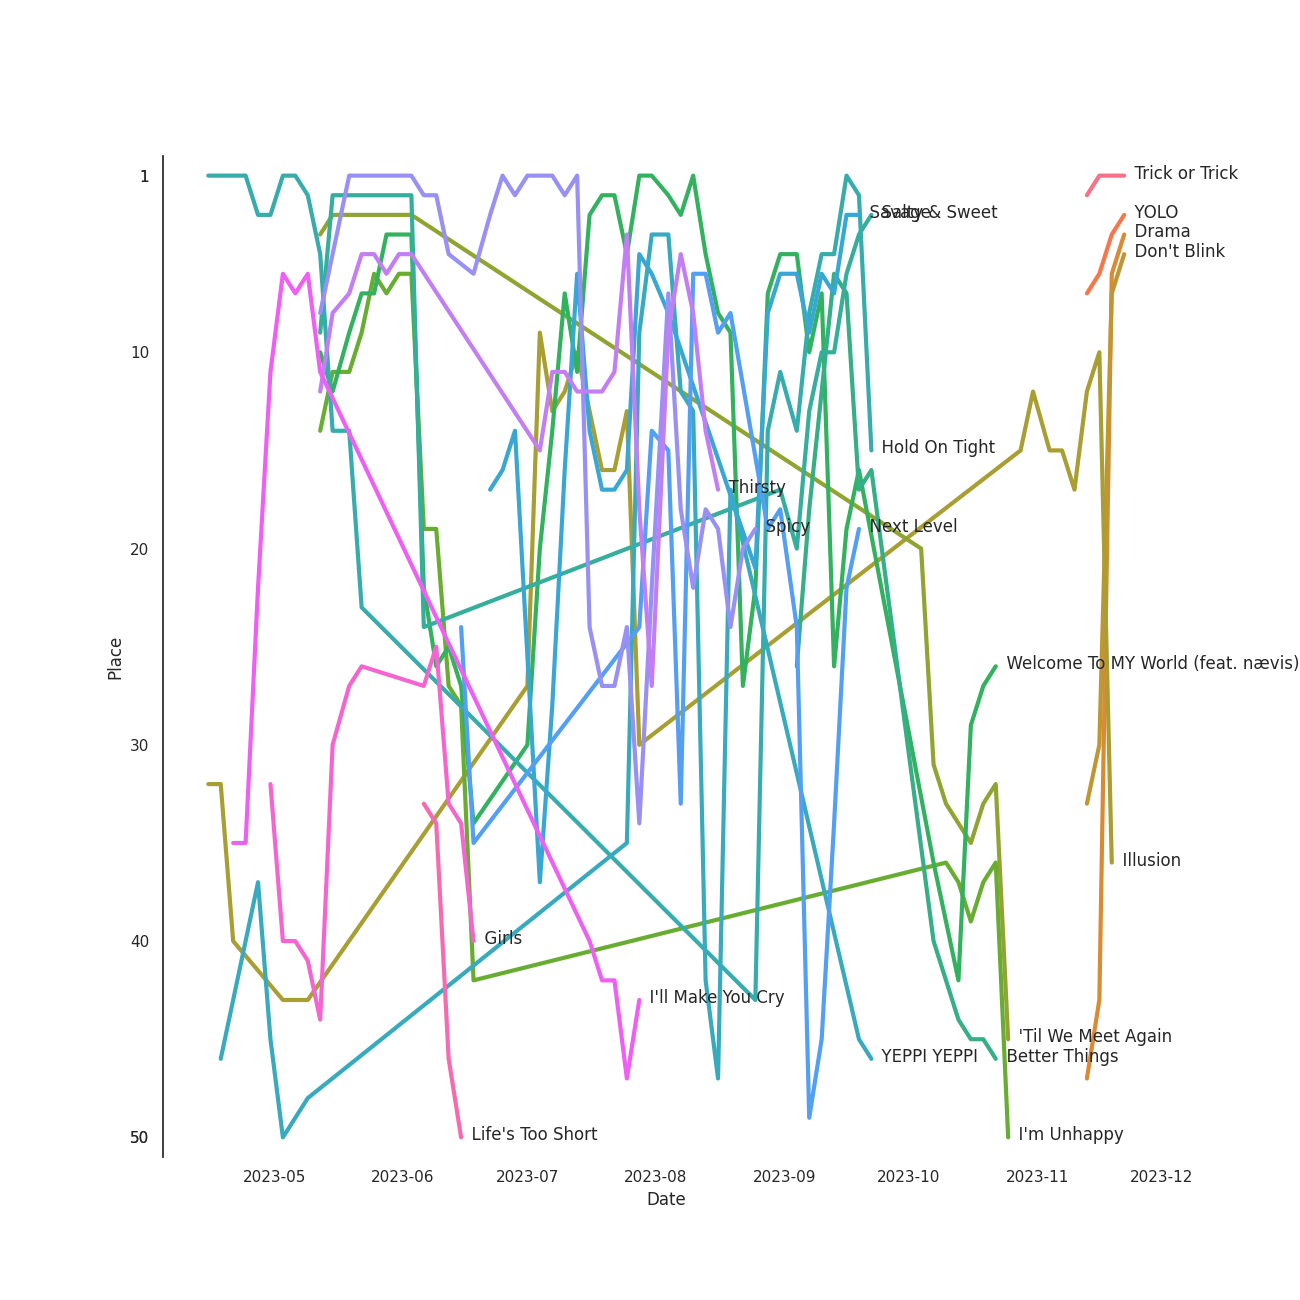 1
10
20
30
40
50
Place
2023-05
2023-06
2023-07
2023-08
2023-09
2023-10
2023-11
2023-12
Date
Trick or Trick
YOLO
Savage
Salty & Sweet
Drama
Don't Blink
Hold On Tight
Thirsty
Spicy
Next Level
Welcome To MY World (feat. nævis)
Illusion
Girls
I'll Make You Cry
'Til We Meet Again
YEPPI YEPPI
Better Things
Life's Too Short
I'm Unhappy